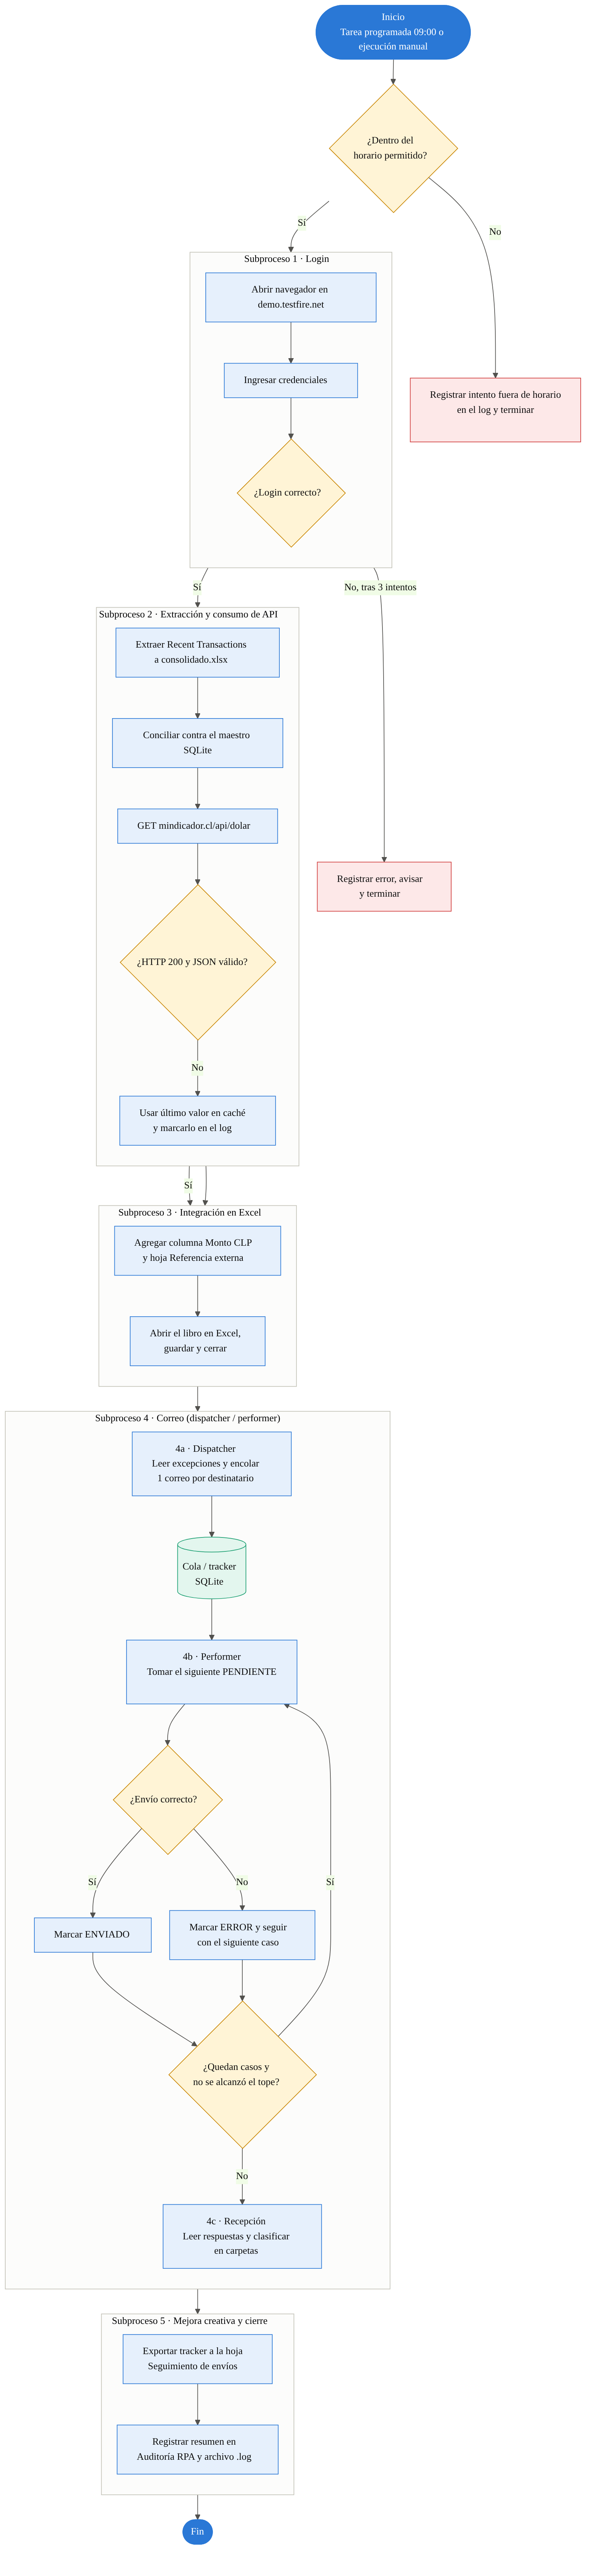 Inicio
Tarea programada 09:00 o
ejecución manual
¿Dentro del
horario permitido?
Sí
No
Subproceso 1 · Login
Abrir navegador en
demo.testfire.net
Ingresar credenciales
¿Login correcto?
Registrar intento fuera de horario
en el log y terminar
Sí
No, tras 3 intentos
Subproceso 2 · Extracción y consumo de API
Extraer Recent Transactions
a consolidado.xlsx
Conciliar contra el maestro
SQLite
GET mindicador.cl/api/dolar
¿HTTP 200 y JSON válido?
No
Usar último valor en caché
y marcarlo en el log
Registrar error, avisar
y terminar
Sí
Subproceso 3 · Integración en Excel
Agregar columna Monto CLP
y hoja Referencia externa
Abrir el libro en Excel,
guardar y cerrar
Subproceso 4 · Correo (dispatcher / performer)
4a · Dispatcher
Leer excepciones y encolar
1 correo por destinatario
Cola / tracker
SQLite
4b · Performer
Tomar el siguiente PENDIENTE
¿Envío correcto?
Sí
No
Sí
Marcar ENVIADO
Marcar ERROR y seguir
con el siguiente caso
¿Quedan casos y
no se alcanzó el tope?
No
4c · Recepción
Leer respuestas y clasificar
en carpetas
Subproceso 5 · Mejora creativa y cierre
Exportar tracker a la hoja
Seguimiento de envíos
Registrar resumen en
Auditoría RPA y archivo .log
Fin